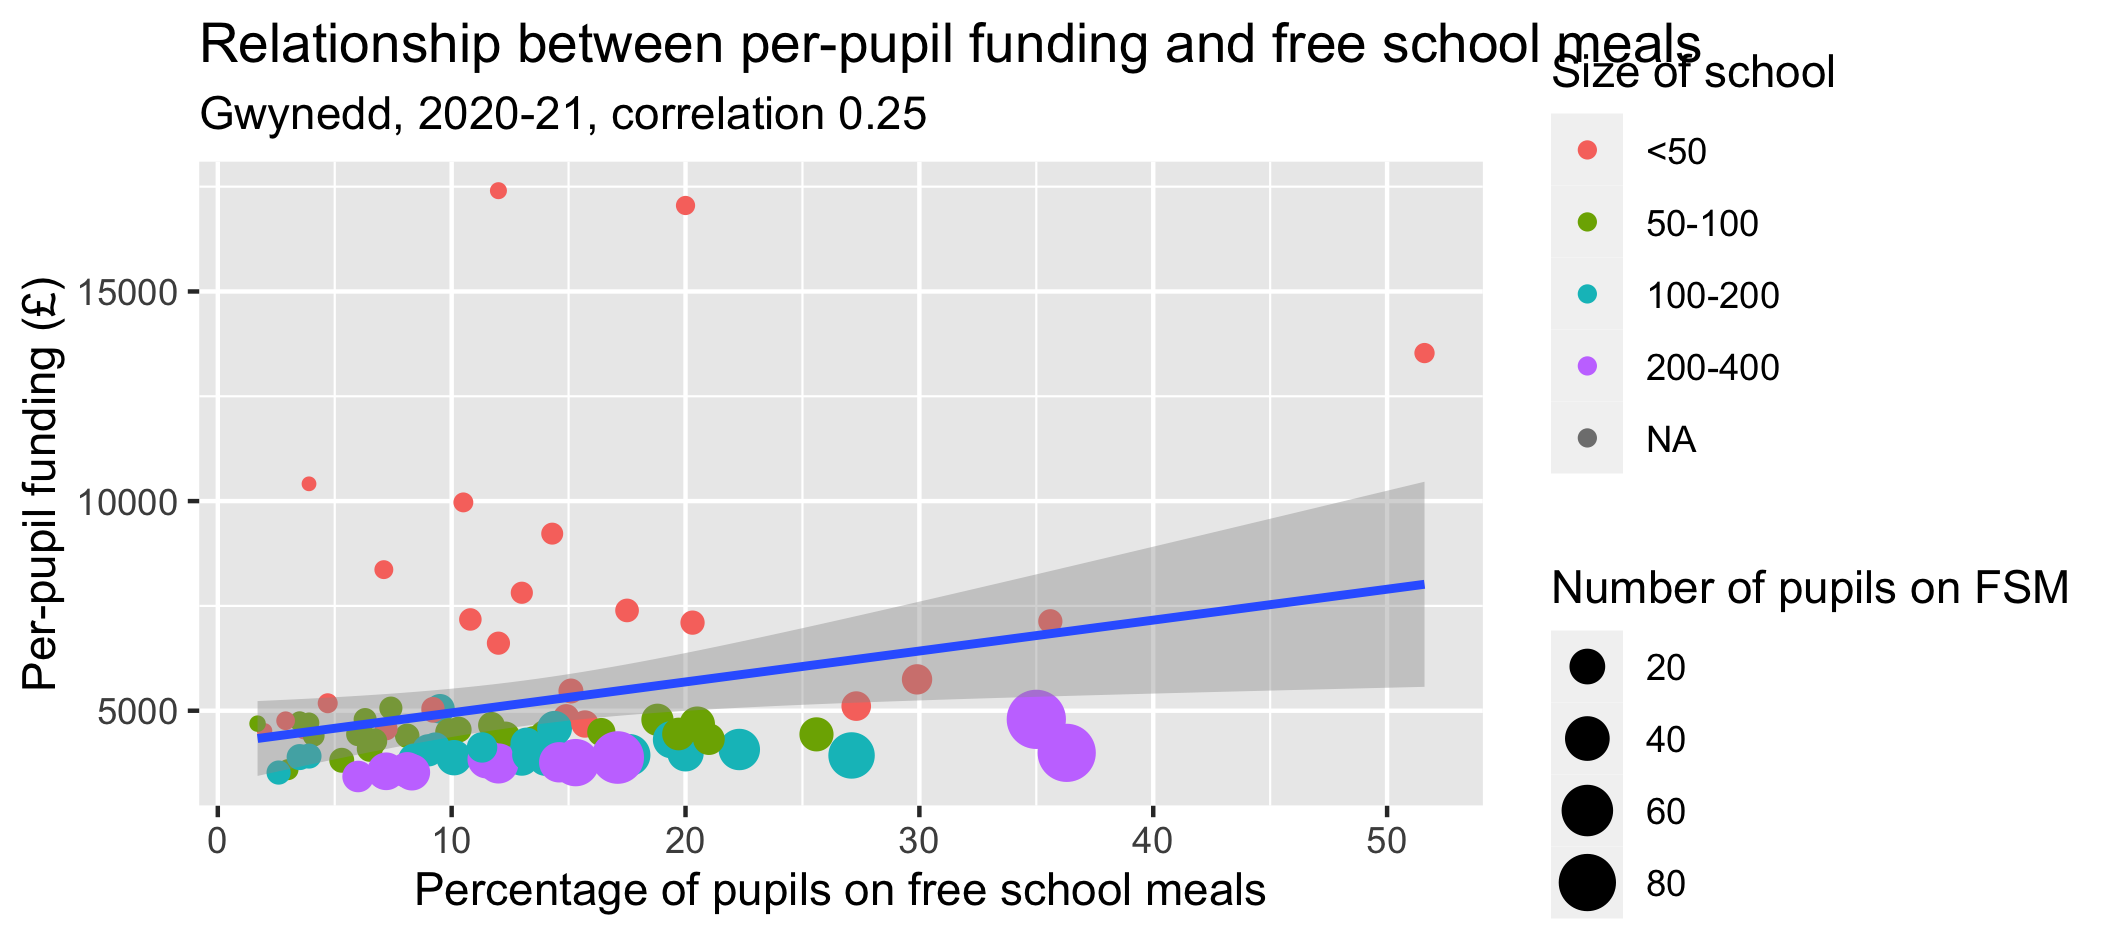 Relationship between per-pupil funding and free school meals
Gwynedd, 2020-21, correlation 0.25
Per-pupil funding (£)
15000
10000
5000
0 10 20 30 40 50
Percentage of pupils on free school meals
Size of school
<50
50-100
100-200
200-400
NA
Number of pupils on FSM
20
40
60
80